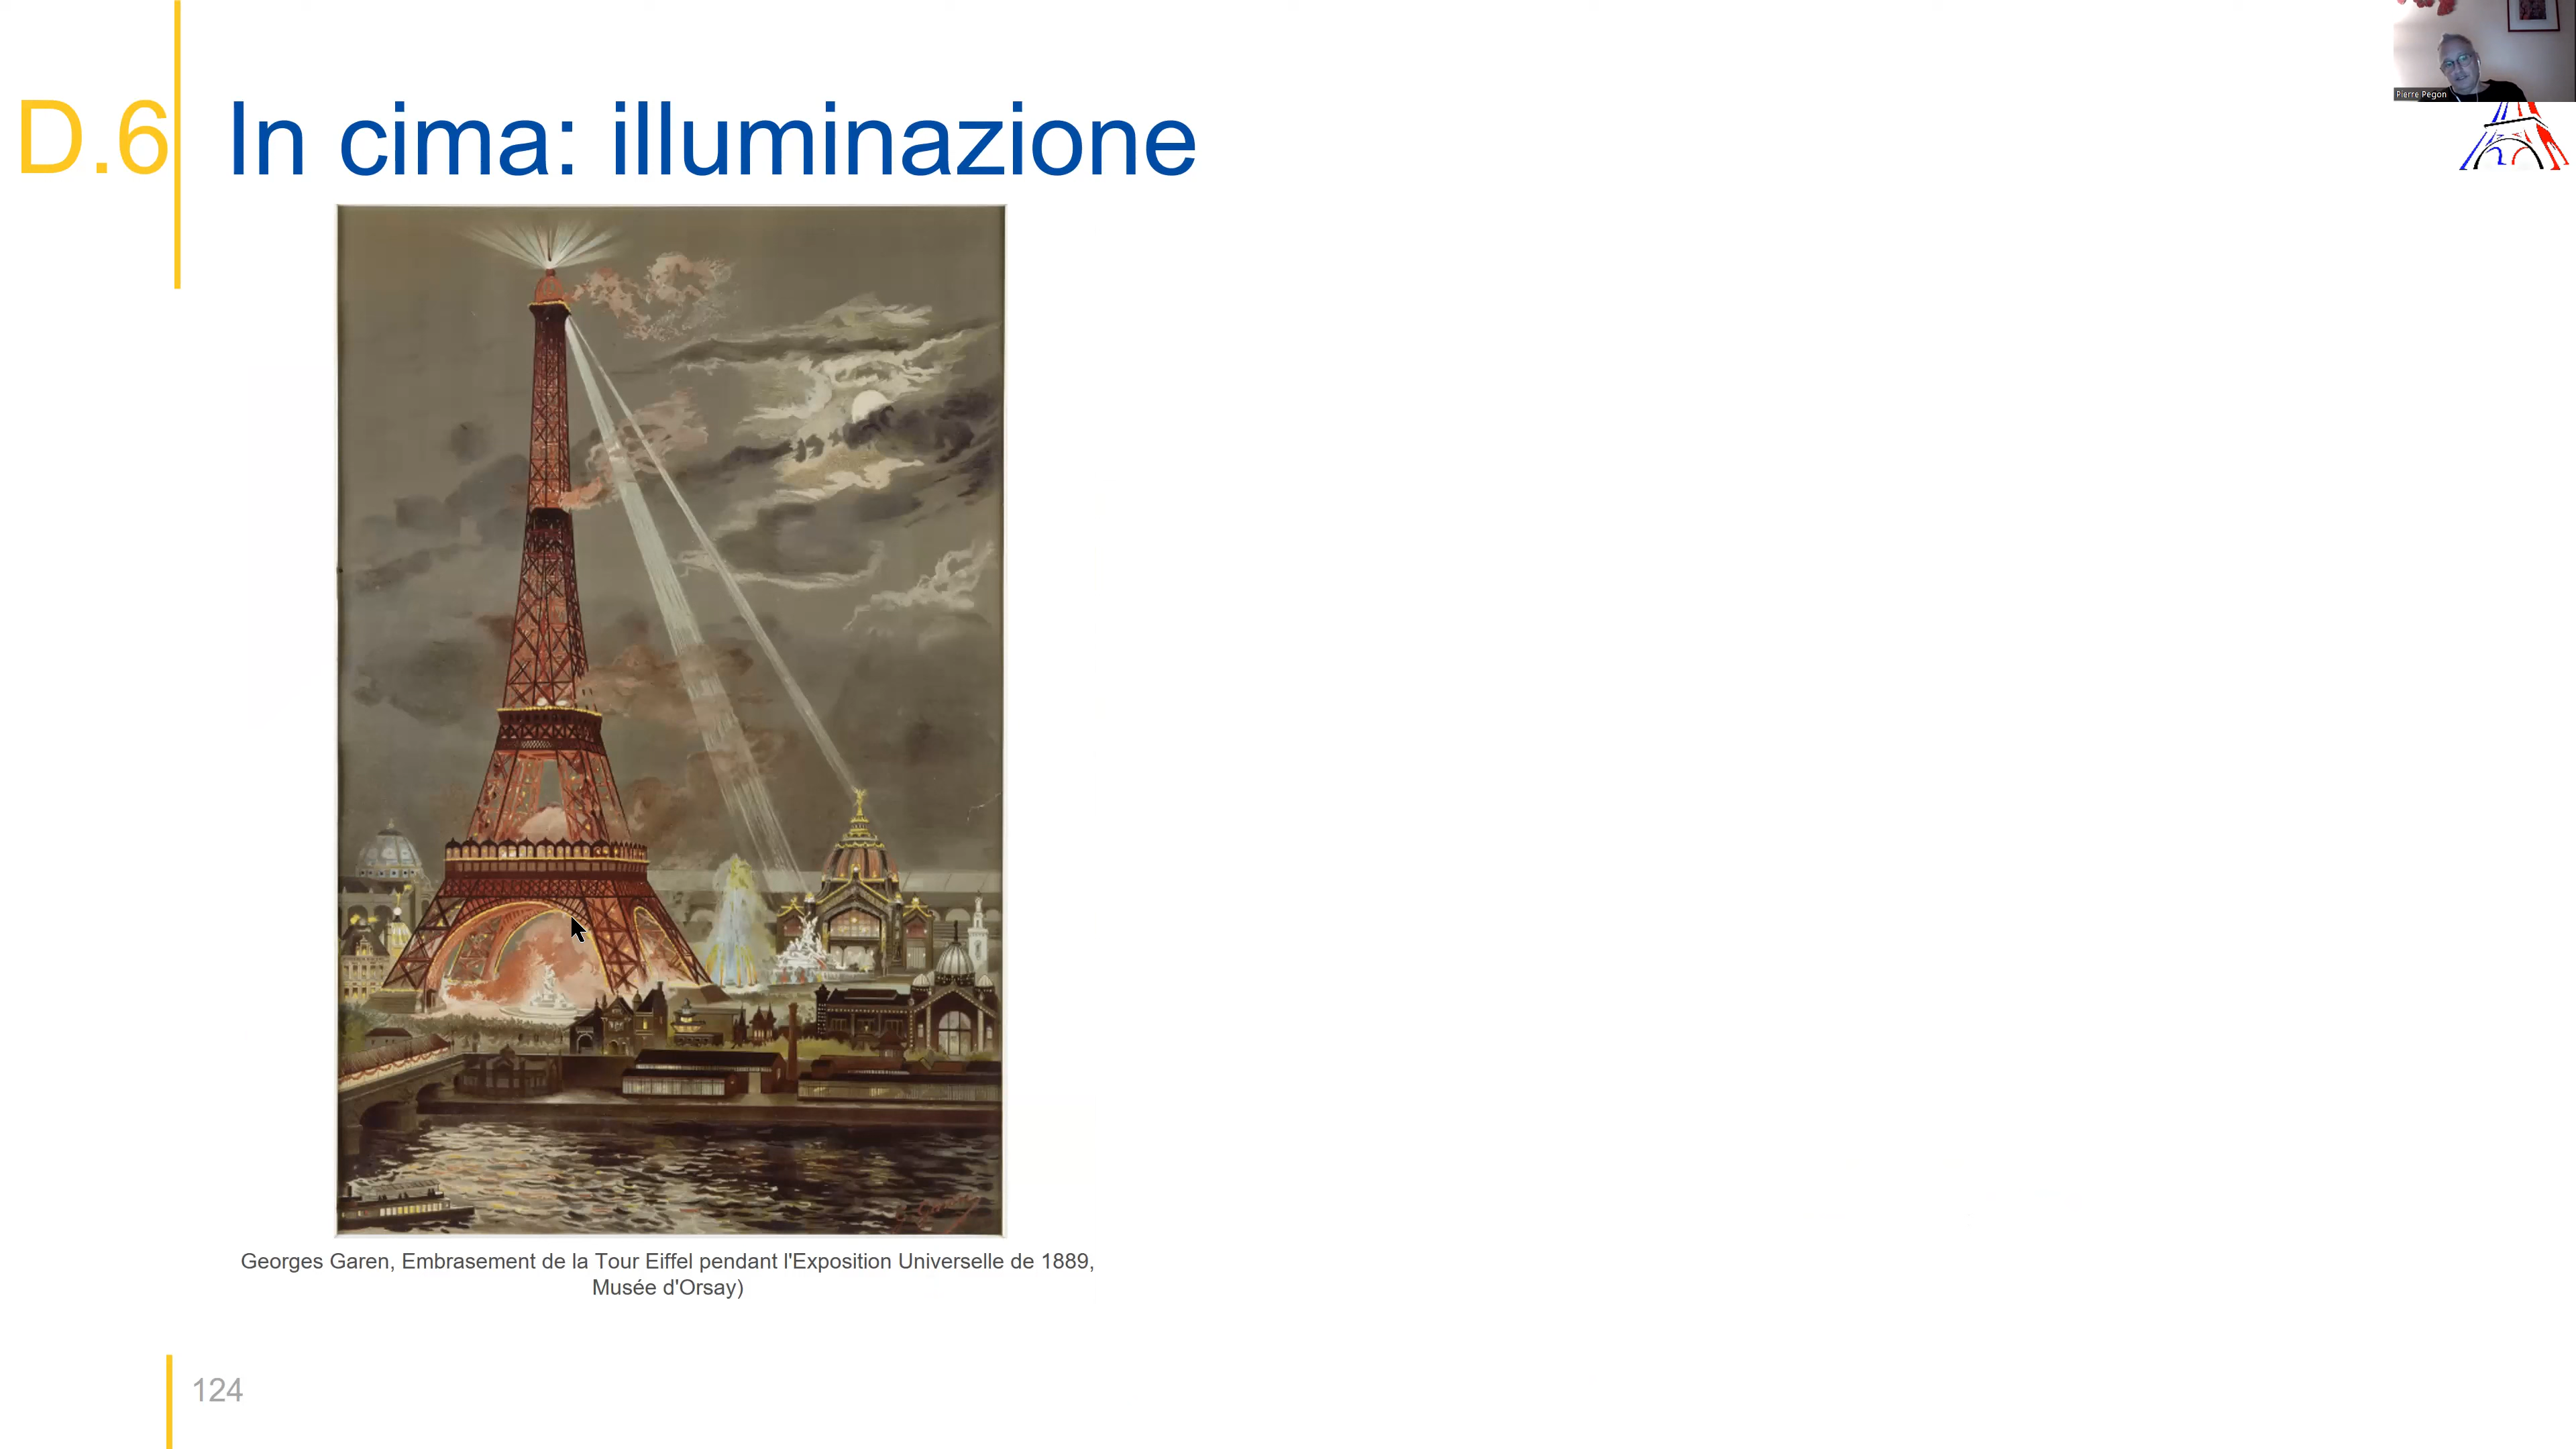 Pierre Pegon
D.6
In cima: illuminazione
Georges Garen, Embrasement de la Tour Eiffel pendant l'Exposition Universelle de 1889,
Musée d'Orsay)
124